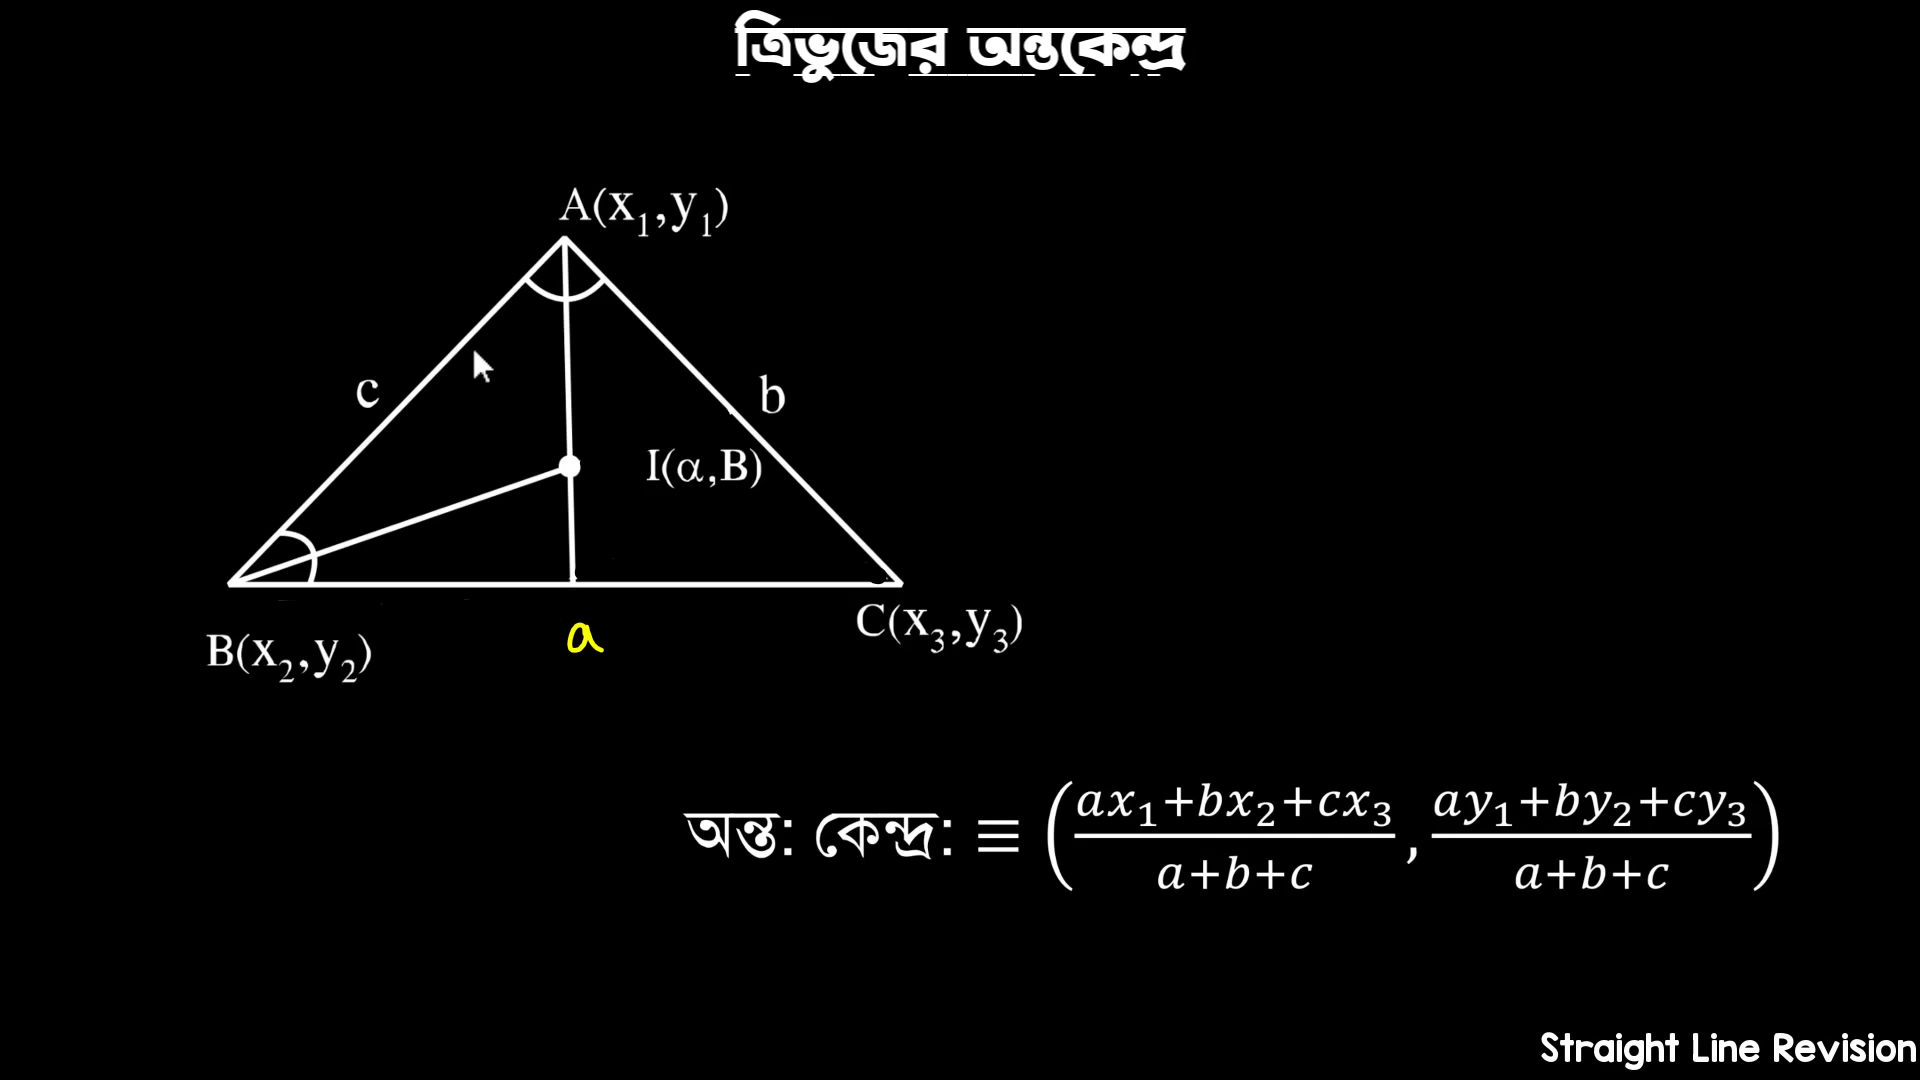 ত্রিভুজের অন্তকেন্দ্র
A(x₁,y₁)
c
b
I(α,B)
B(x₂,y₂)
a
C(x₃,y₃)
অন্ত: কেন্দ্র: ≡ (ax₁+bx₂+cx₃/a+b+c, ay₁+by₂+cy₃/a+b+c)
Straight Line Revision